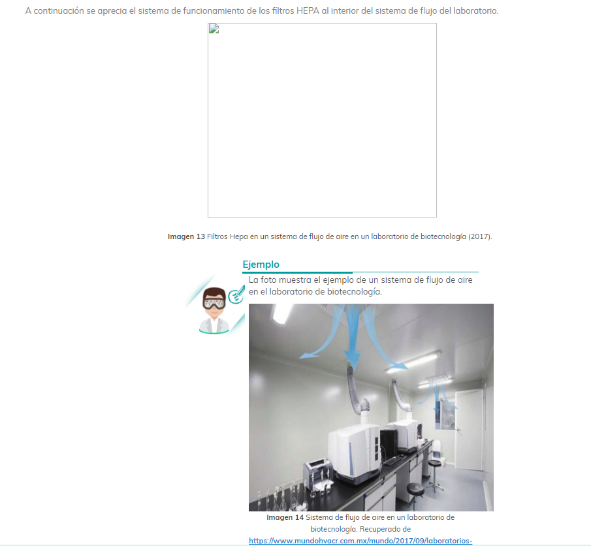 A continuación se aprecia el sistema de funcionamiento de los filtros HEPA al interior del sistema de flujo del laboratorio.
Imagen 13 Filtros Hepa en un sistema de flujo de aire en un laboratorio de biotecnología (2017).
Ejemplo
La foto muestra el ejemplo de un sistema de flujo de aire
en el laboratorio de biotecnología.
Imagen 14 Sistema de flujo de aire en un laboratorio de
biotecnología. Recuperado de
https://www.mundohvacr.com.mx/mundo/2017/09/laboratorios-